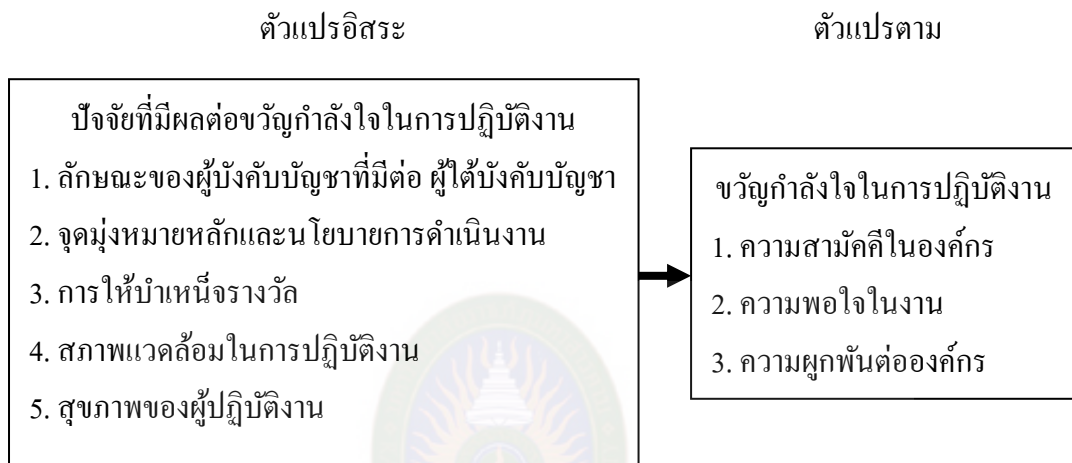 ตัวแปรอิสระ
ตัวแปรตาม
ปัจจัยที่มีผลต่อขวัญกำลังใจในการปฏิบัติงาน
1. ลักษณะของผู้บังคับบัญชาที่มีต่อ ผู้ใต้บังคับบัญชา
2. จุดมุ่งหมายหลักและนโยบายการดำเนินงาน
3. การให้บำเหน็จรางวัล
4. สภาพแวดล้อมในการปฏิบัติงาน
5. สุขภาพของผู้ปฏิบัติงาน
ขวัญกำลังใจในการปฏิบัติงาน
1. ความสามัคคีในองค์กร
2. ความพอใจในงาน
3. ความผูกพันต่อองค์กร